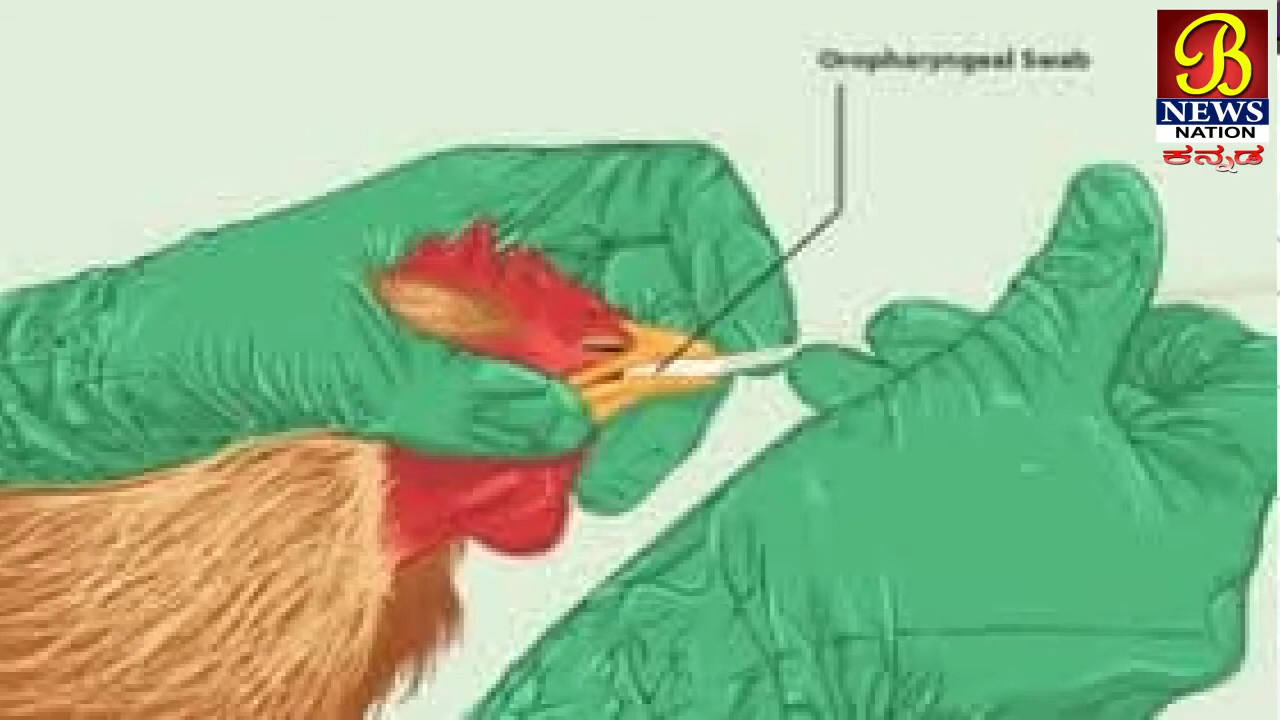 Oropharyngeal Swab
B
NEWS
NATION
ಕನ್ನಡ